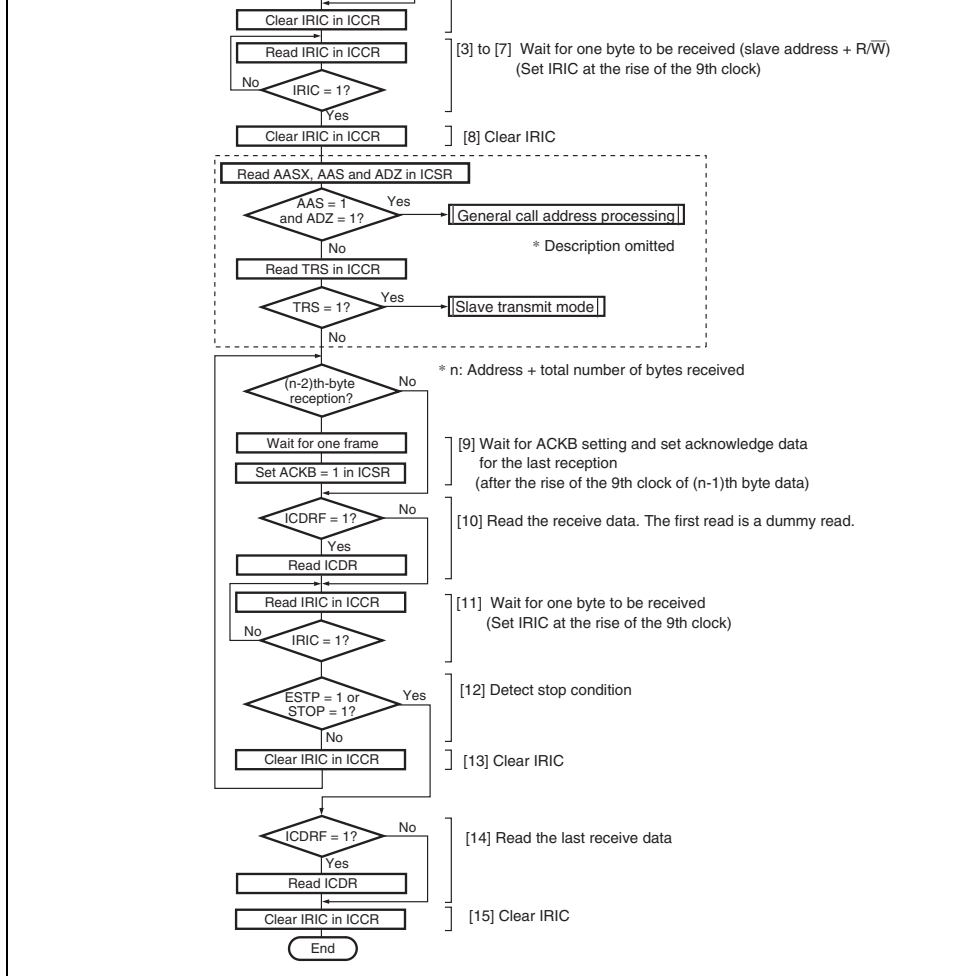 Clear IRIC in ICCR
Read IRIC in ICCR
[3] to [7] Wait for one byte to be received (slave address + R/W̅)
(Set IRIC at the rise of the 9th clock)
No
IRIC = 1?
Yes
Clear IRIC in ICCR
[8] Clear IRIC
Read AASX, AAS and ADZ in ICSR
AAS = 1
and ADZ = 1?
Yes
General call address processing
* Description omitted
No
Read TRS in ICCR
TRS = 1?
Yes
Slave transmit mode
No
* n: Address + total number of bytes received
(n-2)th-byte
reception?
No
Wait for one frame
[9] Wait for ACKB setting and set acknowledge data
for the last reception
(after the rise of the 9th clock of (n-1)th byte data)
Set ACKB = 1 in ICSR
ICDRF = 1?
No
[10] Read the receive data. The first read is a dummy read.
Yes
Read ICDR
Read IRIC in ICCR
[11] Wait for one byte to be received
(Set IRIC at the rise of the 9th clock)
No
IRIC = 1?
ESTP = 1 or
STOP = 1?
Yes
[12] Detect stop condition
No
Clear IRIC in ICCR
[13] Clear IRIC
ICDRF = 1?
No
[14] Read the last receive data
Yes
Read ICDR
Clear IRIC in ICCR
[15] Clear IRIC
End